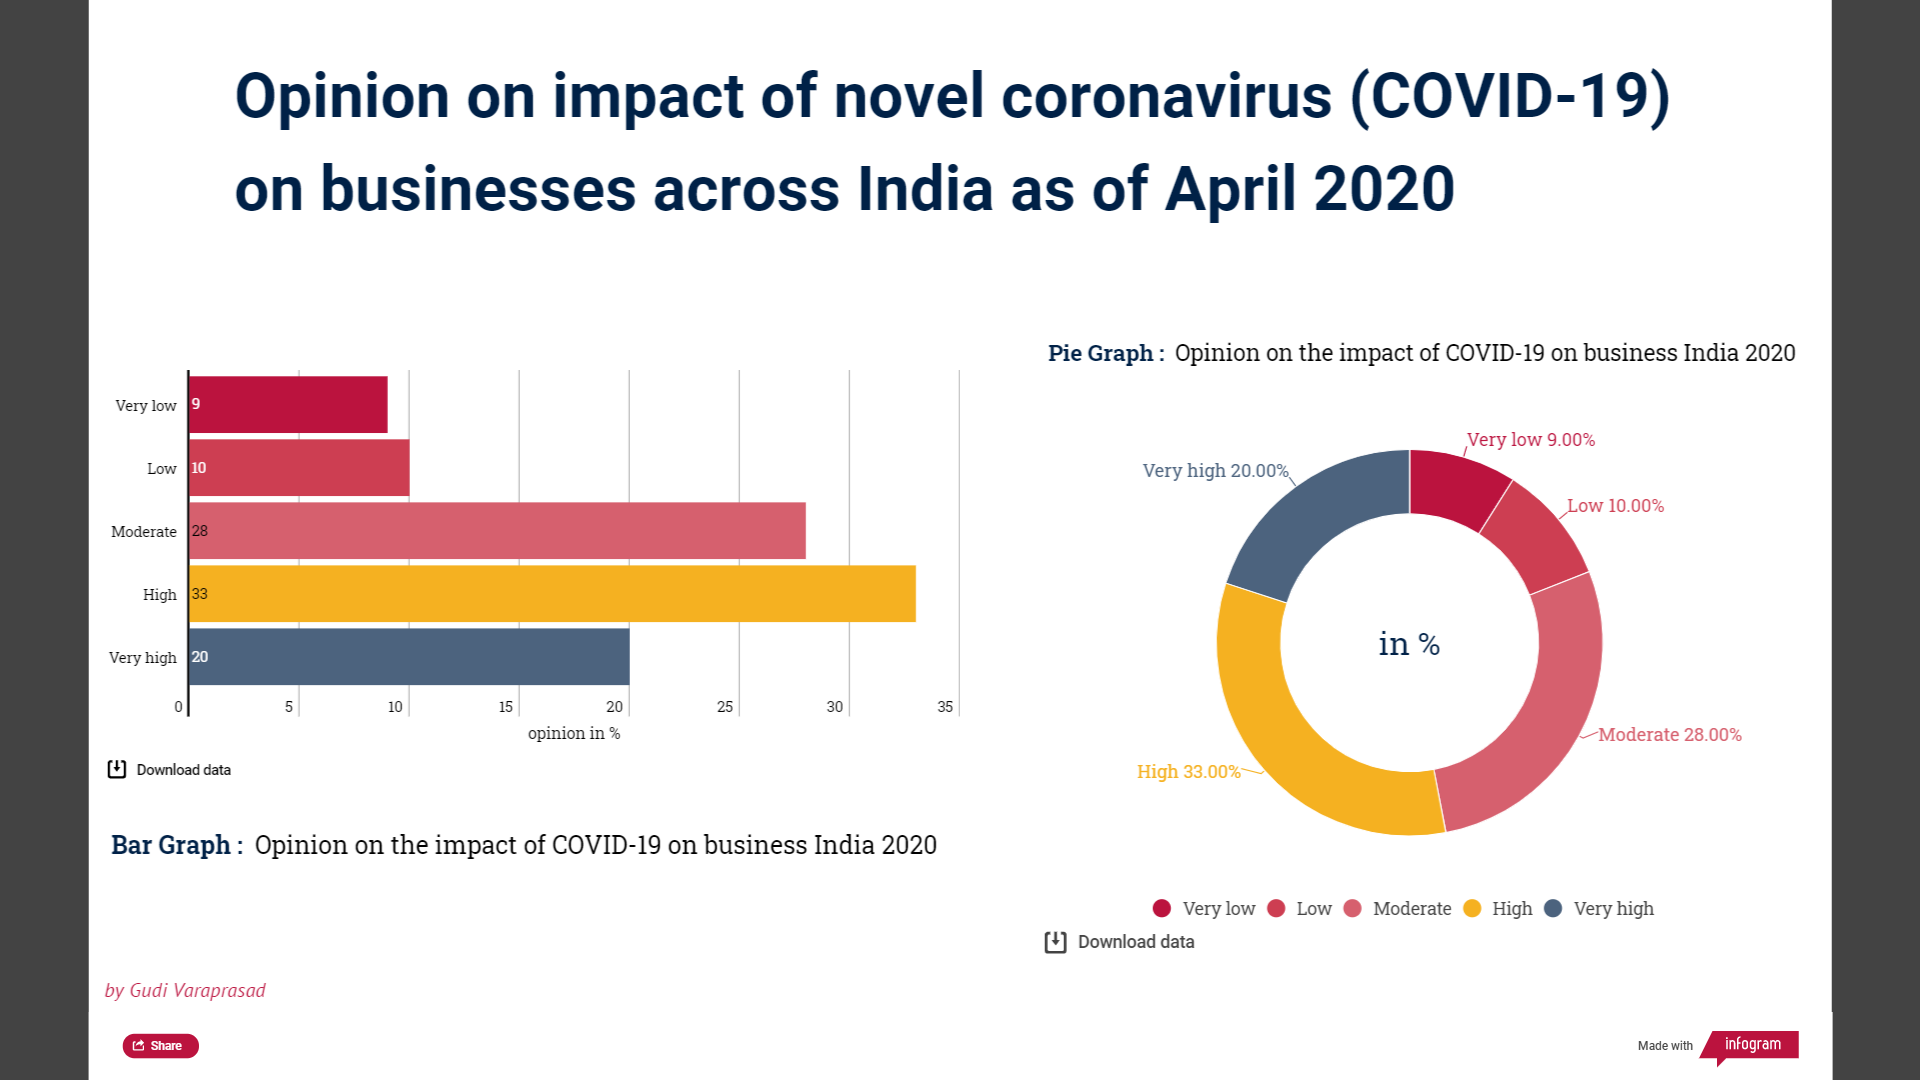 Opinion on impact of novel coronavirus (COVID-19)
on businesses across India as of April 2020
Very low 9
Low 10
Moderate 28
High 33
Very high 20
0 5 10 15 20 25 30 35
opinion in %
Download data
Bar Graph : Opinion on the impact of COVID-19 on business India 2020
Pie Graph : Opinion on the impact of COVID-19 on business India 2020
Very low 9.00%
Very high 20.00%
Low 10.00%
in %
Moderate 28.00%
High 33.00%
Very low Low Moderate High Very high
Download data
by Gudi Varaprasad
Share
Made with infogram